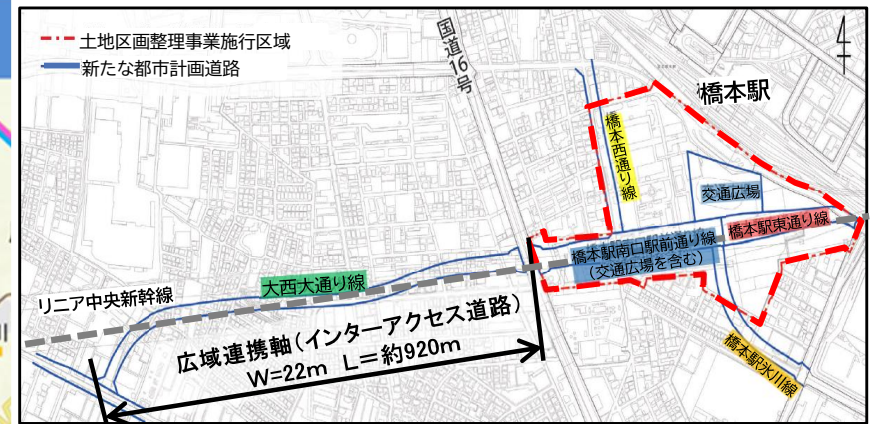 土地区画整理事業施行区域
新たな都市計画道路
国道16号
橋本駅
橋本西通り線
交通広場
橋本駅東通り線
橋本駅南口駅前通り線
(交通広場を含む)
大西大通り線
リニア中央新幹線
広域連携軸(インターアクセス道路)
W=22m L=約920m
橋本駅氷川線